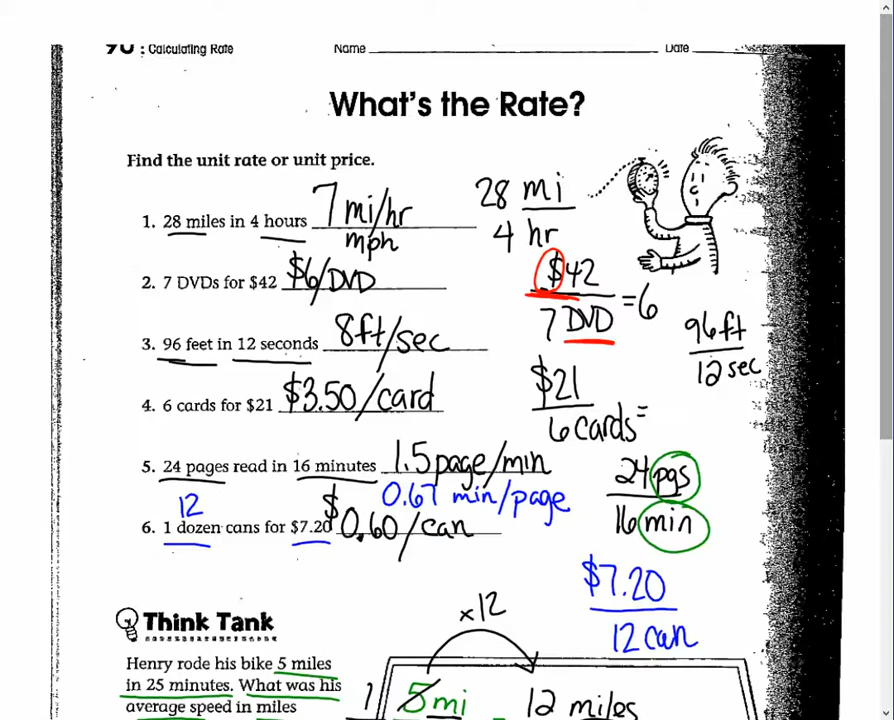 90 : Calculating Rate Name Date
What's the Rate?
Find the unit rate or unit price.
1. 28 miles in 4 hours 7 mi/hr
mph
28 mi
4 hr
2. 7 DVDs for $42 $6/DVD
$42
7 DVD
=6
3. 96 feet in 12 seconds 8ft/sec
96ft
12 sec
4. 6 cards for $21 $3.50/card
$21
6 cards =
5. 24 pages read in 16 minutes 1.5 page/min
0.67 min/page
24 pgs
16 min
12
6. 1 dozen cans for $7.20 $0.60/can
$7.20
12 can
Think Tank
Henry rode his bike 5 miles
in 25 minutes. What was his
average speed in miles
x12
1
5 mi
12 miles